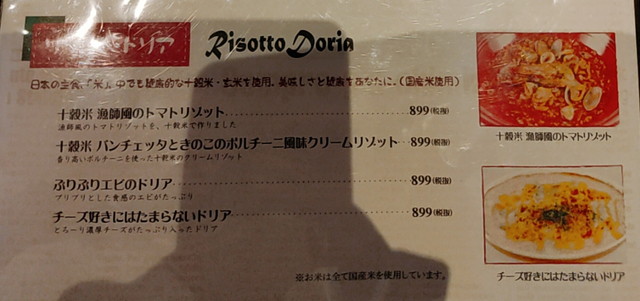 ドリア
Risotto Doria
日本の主食、「米」。中でも健康的な十穀米・玄米を使用。美味しさと健康をあなたに。(国産米使用)
十穀米 漁師風のトマトリゾット 899(税抜)
漁師風のトマトリゾットを、十穀米で作りました
十穀米 パンチェッタときのこのポルチーニ風味クリームリゾット 899(税抜)
香り高いポルチーニを使った十穀米のクリームリゾット
ぷりぷりエビのドリア 899(税抜)
プリプリとした食感のエビがたっぷり
チーズ好きにはたまらないドリア 899(税抜)
とろーり濃厚チーズがたっぷり入ったドリア
※お米は全て国産米を使用しています。
十穀米 漁師風のトマトリゾット
チーズ好きにはたまらないドリア